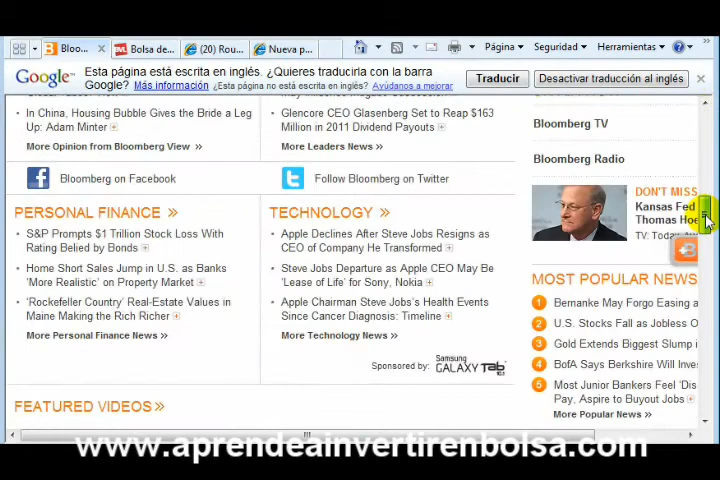 Bloo...
Bolsa de...
(20) Rou...
Nueva p...
Página
Seguridad
Herramientas
Google
Esta página está escrita en inglés. ¿Quieres traducirla con la barra
Google? Más información ¿Esta página no está en inglés? Ayúdanos a mejorar
Traducir
Desactivar traducción al inglés
In China, Housing Bubble Gives the Bride a Leg
Up: Adam Minter
More Opinion from Bloomberg View »
Glencore CEO Glasenberg Set to Reap $163
Million in 2011 Dividend Payouts
More Leaders News »
Bloomberg TV
Bloomberg Radio
Bloomberg on Facebook
Follow Bloomberg on Twitter
DON'T MISS
Kansas Fed
Thomas Hoe
TV: Today,
PERSONAL FINANCE »
S&P Prompts $1 Trillion Stock Loss With
Rating Belied by Bonds
Home Short Sales Jump in U.S. as Banks
'More Realistic' on Property Market
'Rockefeller Country' Real-Estate Values in
Maine Making the Rich Richer
More Personal Finance News »
TECHNOLOGY »
Apple Declines After Steve Jobs Resigns as
CEO of Company He Transformed
Steve Jobs Departure as Apple CEO May Be
'Lease of Life' for Sony, Nokia
Apple Chairman Steve Jobs's Health Events
Since Cancer Diagnosis: Timeline
More Technology News »
Sponsored by: Samsung GALAXY Tab 10.1
MOST POPULAR NEWS
1 Bernanke May Forgo Easing a
2 U.S. Stocks Fall as Jobless O
3 Gold Extends Biggest Slump i
4 BofA Says Berkshire Will Inve
5 Most Junior Bankers Feel 'Dis
Pay, Aspire to Buyout Jobs
More Popular News »
FEATURED VIDEOS »
www.aprendeainvertirenbolsa.com